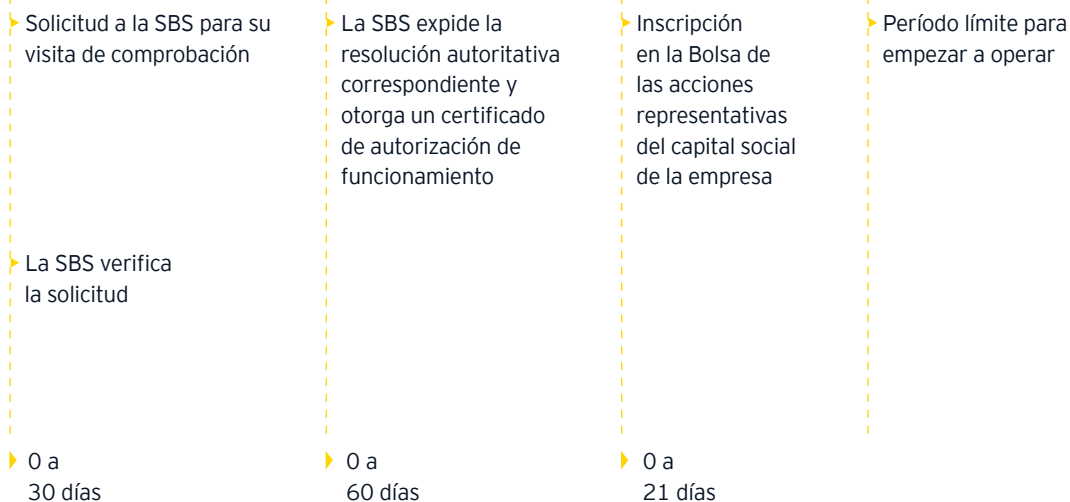 Solicitud a la SBS para su
visita de comprobación
La SBS verifica
la solicitud
0 a
30 días
La SBS expide la
resolución autoritativa
correspondiente y
otorga un certificado
de autorización de
funcionamiento
0 a
60 días
Inscripción
en la Bolsa de
las acciones
representativas
del capital social
de la empresa
0 a
21 días
Período límite para
empezar a operar